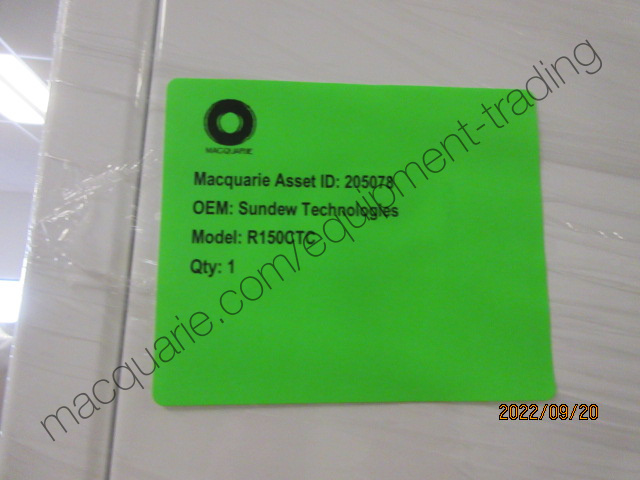 MACQUARIE
Macquarie Asset ID: 205078
OEM: Sundew Technologies
Model: R150CTC
Qty: 1
macquarie.com/equipment-trading
2022/09/20